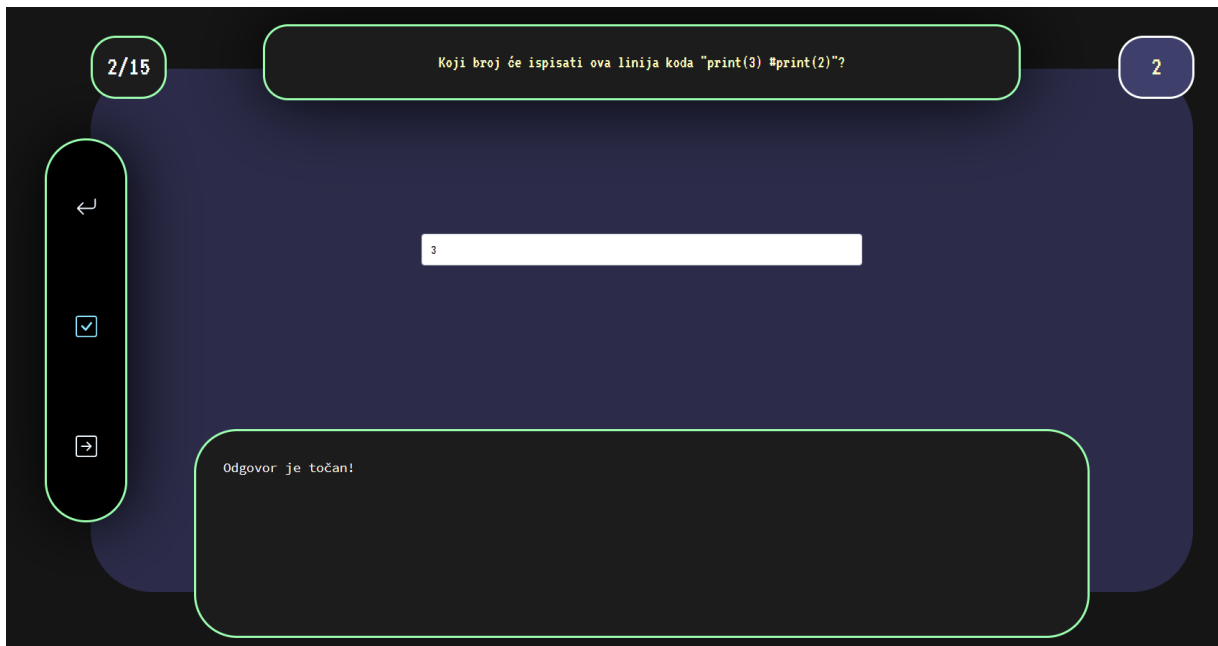 2/15
Koji broj će ispisati ova linija koda "print(3) #print(2)"?
2
3
Odgovor je točan!